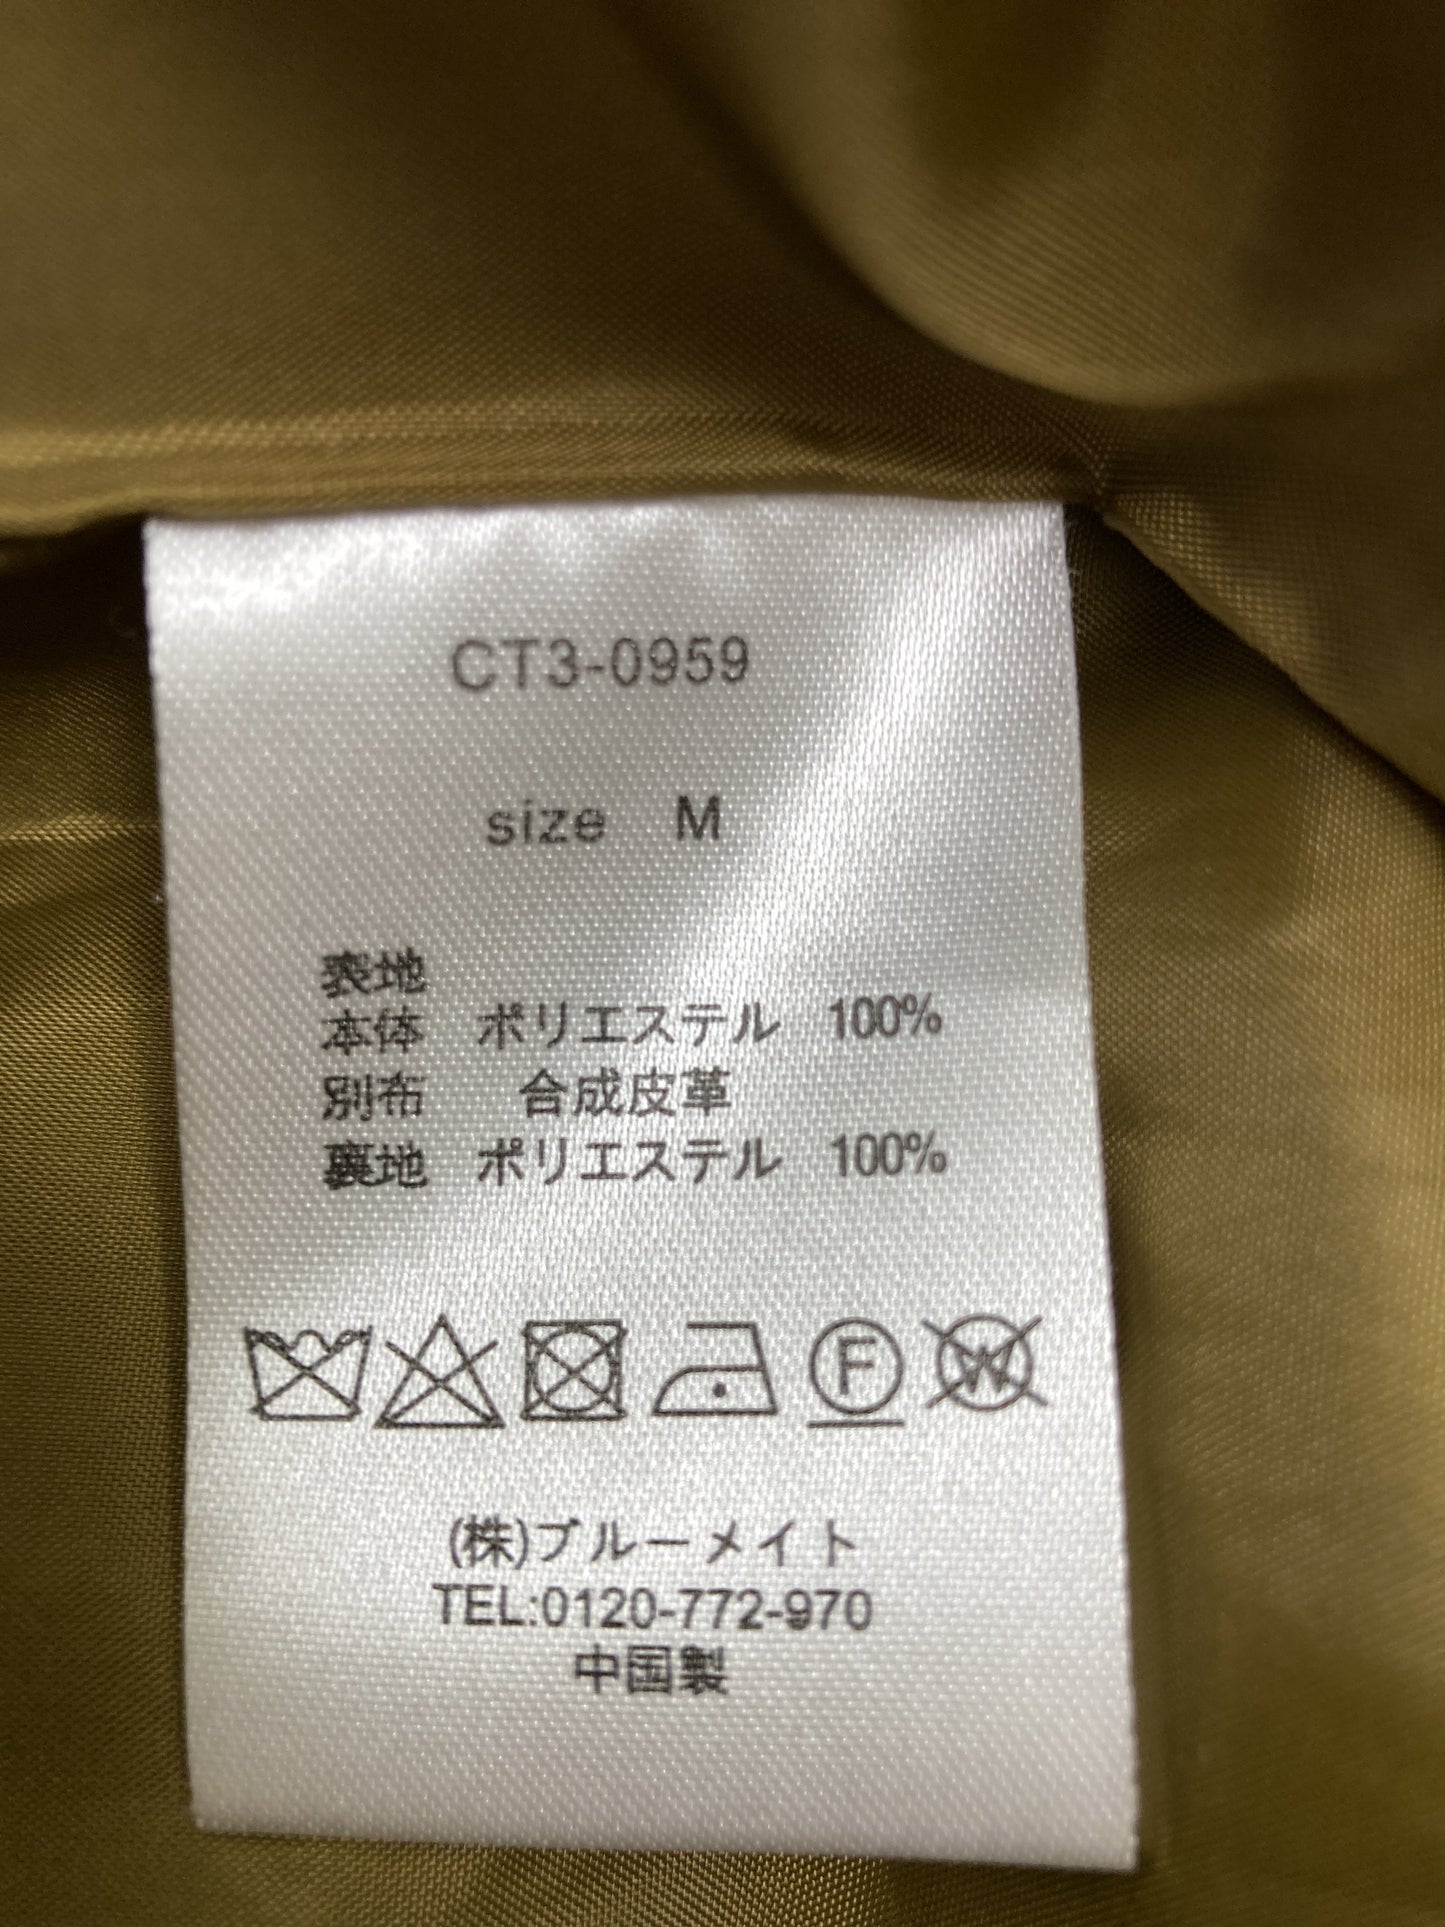 CT3-0959
size M
表地
本体 ポリエステル 100%
別布 合成皮革
裏地 ポリエステル 100%
F W
(株)ブルーメイト
TEL:0120-772-970
中国製